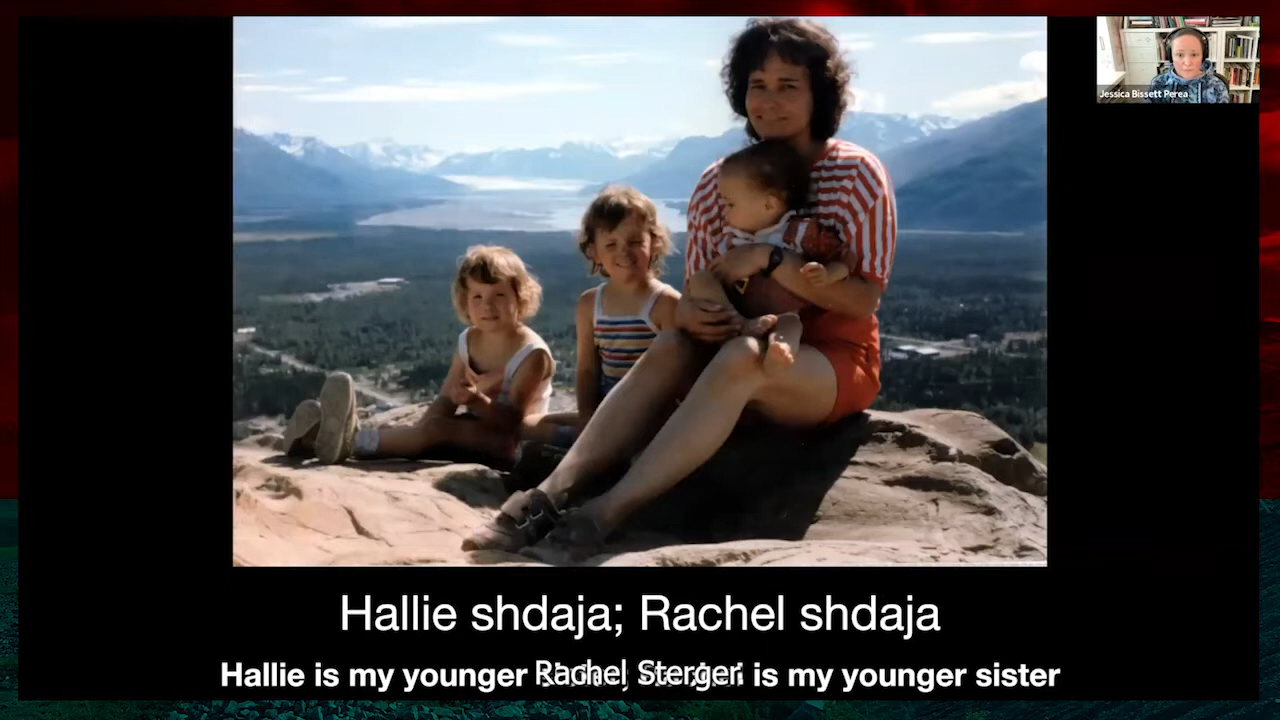 Jessica Bissett Perea
Hallie shdaja; Rachel shdaja
Hallie is my younger
Rachel Sterger
is my younger sister